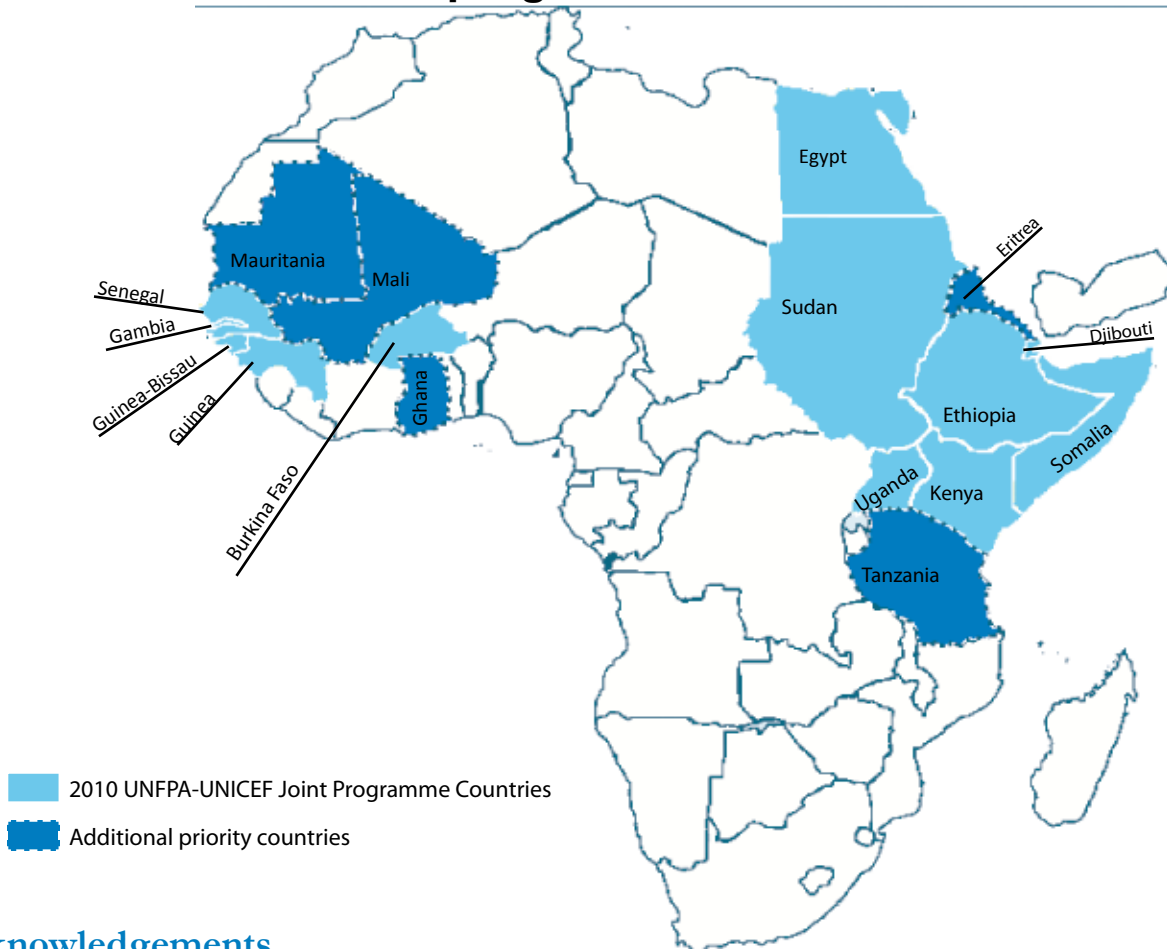 Egypt
Eritrea
Mauritania
Mali
Senegal
Sudan
Gambia
Djibouti
Guinea-Bissau
Guinea
Ghana
Ethiopia
Somalia
Burkina Faso
Uganda
Kenya
Tanzania
2010 UNFPA-UNICEF Joint Programme Countries
Additional priority countries